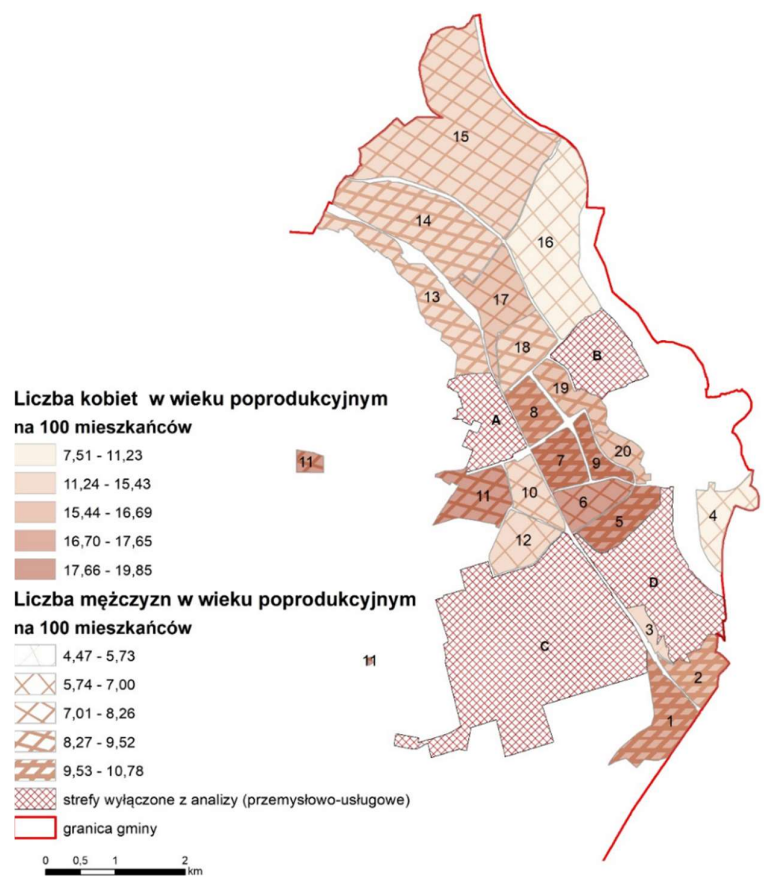 15
14
16
13
17
18
B
19
8
A
20
7
9
11
11
10
6
5
4
12
D
3
C
11
2
1
Liczba kobiet w wieku poprodukcyjnym
na 100 mieszkańców
7,51 - 11,23
11,24 - 15,43
15,44 - 16,69
16,70 - 17,65
17,66 - 19,85
Liczba mężczyzn w wieku poprodukcyjnym
na 100 mieszkańców
4,47 - 5,73
5,74 - 7,00
7,01 - 8,26
8,27 - 9,52
9,53 - 10,78
strefy wyłączone z analizy (przemysłowo-usługowe)
granica gminy
0 0,5 1 2
km